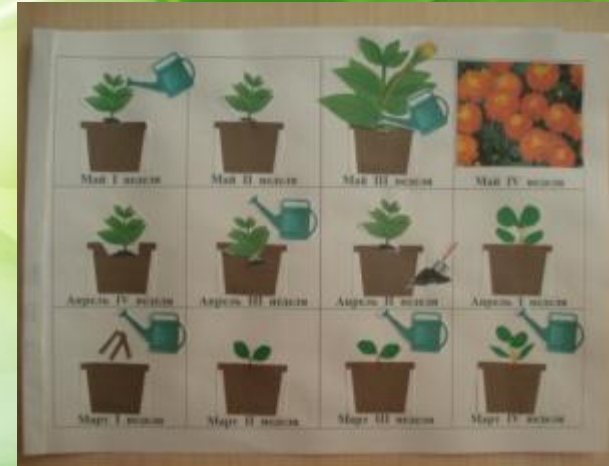 Май I неделя
Май II неделя
Май III неделя
Май IV неделя
Апрель IV неделя
Апрель III неделя
Апрель II неделя
Апрель I неделя
Март I неделя
Март II неделя
Март III неделя
Март IV неделя